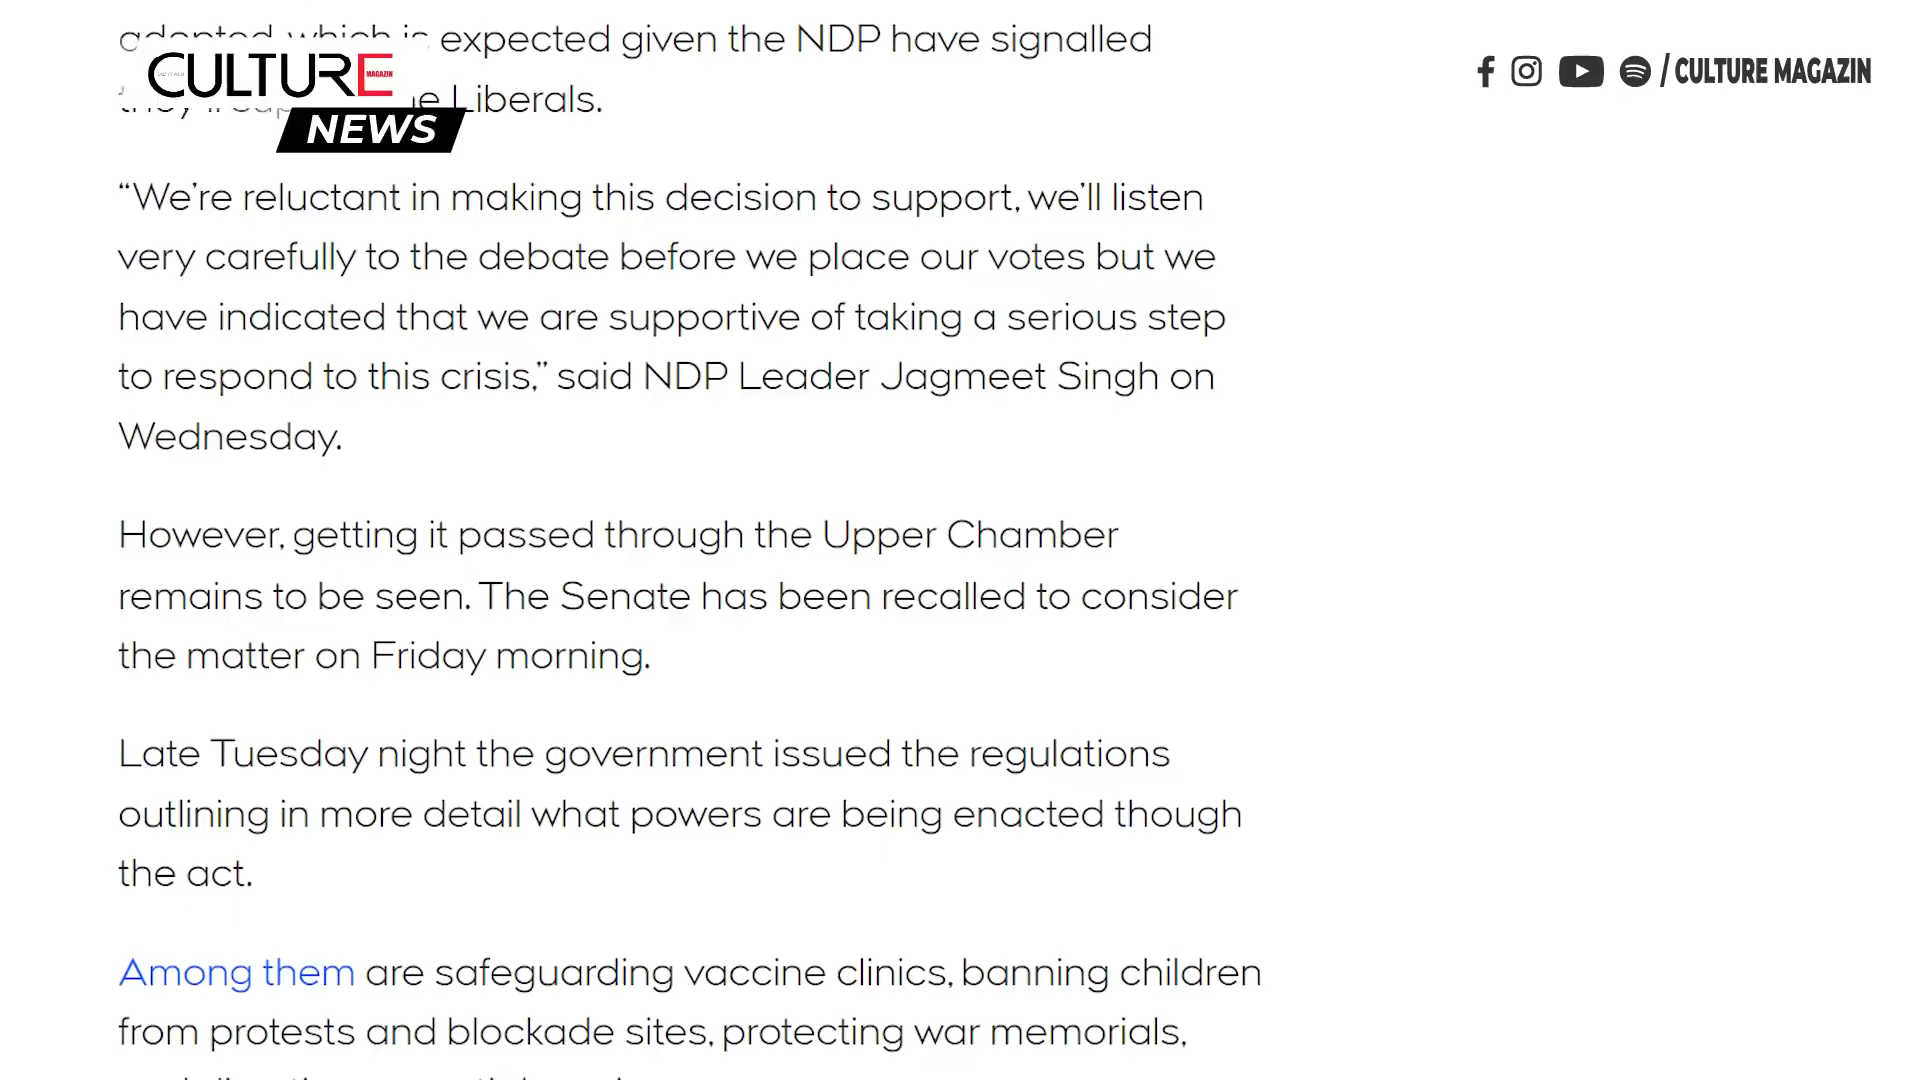 adopted, which is expected given the NDP have signalled
CULTURE
MAGAZIN
/ CULTURE MAGAZIN
they'll e Liberals.
NEWS
“We’re reluctant in making this decision to support, we’ll listen
very carefully to the debate before we place our votes but we
have indicated that we are supportive of taking a serious step
to respond to this crisis,” said NDP Leader Jagmeet Singh on
Wednesday.
However, getting it passed through the Upper Chamber
remains to be seen. The Senate has been recalled to consider
the matter on Friday morning.
Late Tuesday night the government issued the regulations
outlining in more detail what powers are being enacted though
the act.
Among them are safeguarding vaccine clinics, banning children
from protests and blockade sites, protecting war memorials,